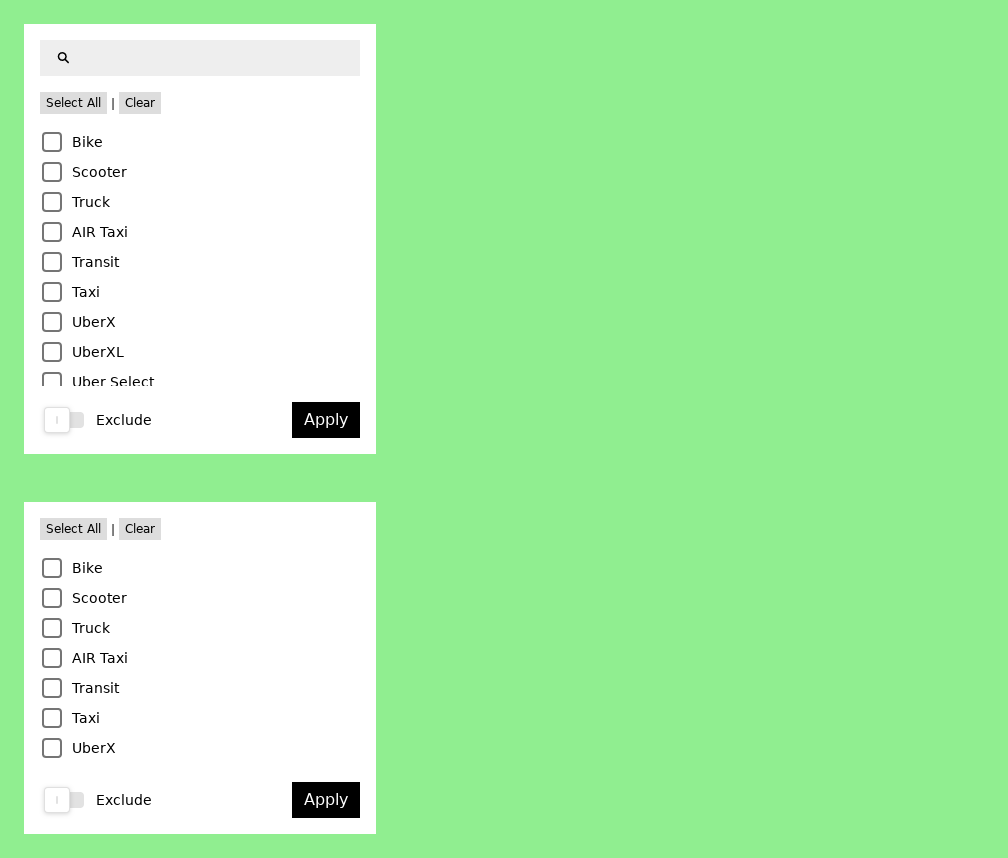 Select All | Clear
Bike
Scooter
Truck
AIR Taxi
Transit
Taxi
UberX
UberXL
Uber Select
Exclude Apply
Select All | Clear
Bike
Scooter
Truck
AIR Taxi
Transit
Taxi
UberX
Exclude Apply